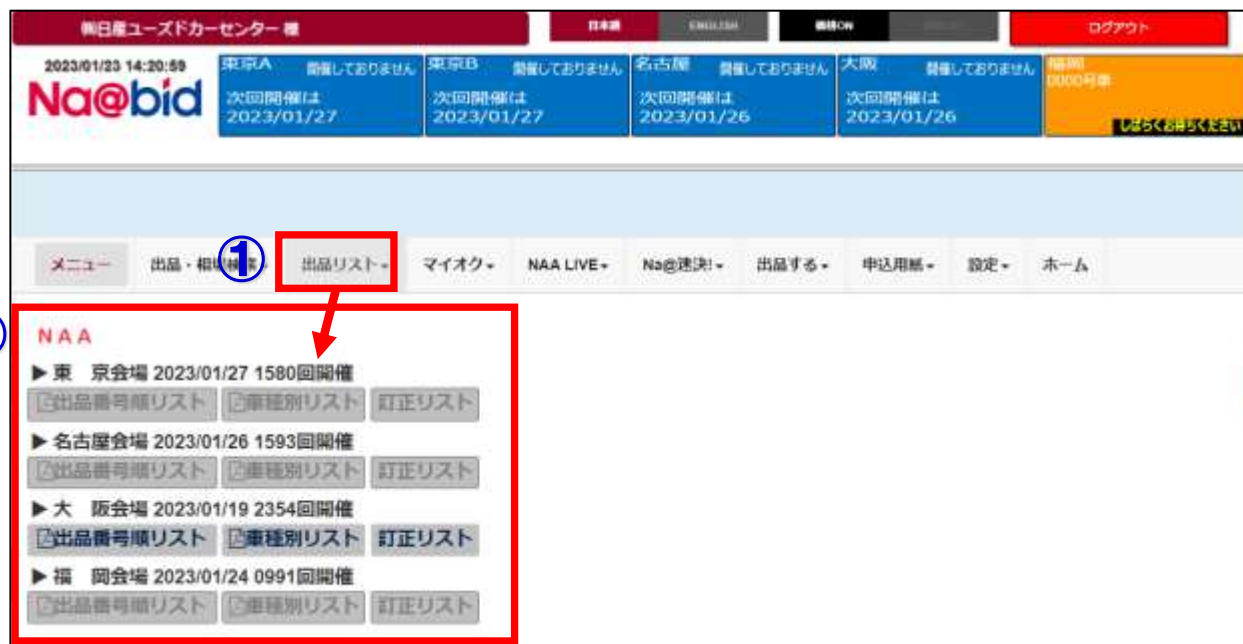 ㈱日産ユーズドカーセンター 様
日本語 ENGLISH 価格ON ログアウト
2023/01/23 14:20:59
Na@bid
東京A 開催しておりません
次回開催は
2023/01/27
東京B 開催しておりません
次回開催は
2023/01/27
名古屋 開催しておりません
次回開催は
2023/01/26
大阪 開催しておりません
次回開催は
2023/01/26
福岡
0000号車
しばらくお待ちください
①
メニュー 出品・相場検索 出品リスト マイオク NAA LIVE Na@速決! 出品する 申込用紙 設定 ホーム
NAA
▶東 京会場 2023/01/27 1580回開催
出品番号順リスト 車種別リスト 訂正リスト
▶名古屋会場 2023/01/26 1593回開催
出品番号順リスト 車種別リスト 訂正リスト
▶大 阪会場 2023/01/19 2354回開催
出品番号順リスト 車種別リスト 訂正リスト
▶福 岡会場 2023/01/24 0991回開催
出品番号順リスト 車種別リスト 訂正リスト